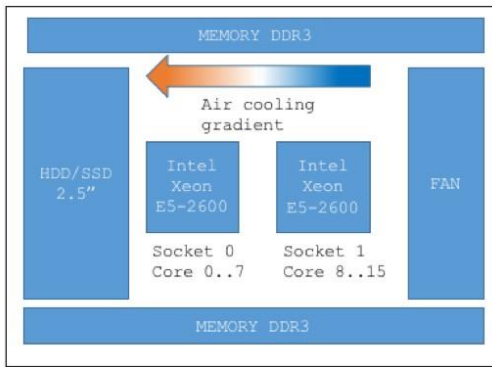 MEMORY DDR3
Air cooling
gradient
HDD/SSD
2.5”
Intel
Xeon
E5-2600
Intel
Xeon
E5-2600
FAN
Socket 0
Core 0..7
Socket 1
Core 8..15
MEMORY DDR3